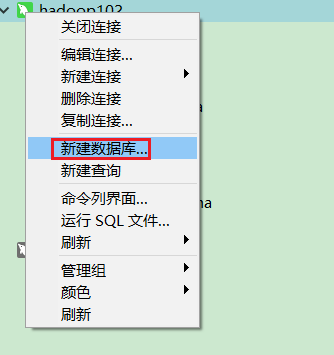 hadoop102
关闭连接
编辑连接...
新建连接
删除连接
复制连接...
新建数据库...
新建查询
命令列界面...
运行 SQL 文件...
刷新
管理组
颜色
刷新